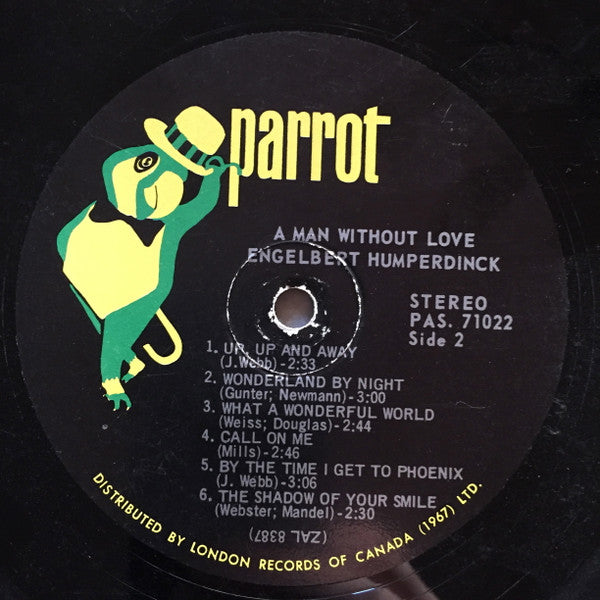 parrot
A MAN WITHOUT LOVE
ENGELBERT HUMPERDINCK
STEREO
PAS. 71022
Side 2
1. UP, UP AND AWAY
(J. Webb) - 2:33
2. WONDERLAND BY NIGHT
(Gunter; Newmann) - 3:00
3. WHAT A WONDERFUL WORLD
(Weiss; Douglas) - 2:44
4. CALL ON ME
(Mills) - 2:46
5. BY THE TIME I GET TO PHOENIX
(J. Webb) - 3:06
6. THE SHADOW OF YOUR SMILE
(Webster; Mandel) - 2:30
(ZAL 8387)
DISTRIBUTED BY LONDON RECORDS OF CANADA (1967) LTD.